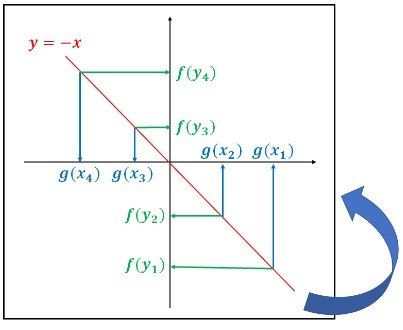 y = −x
f(y₄)
f(y₃)
g(x₂) g(x₁)
g(x₄) g(x₃)
f(y₂)
f(y₁)